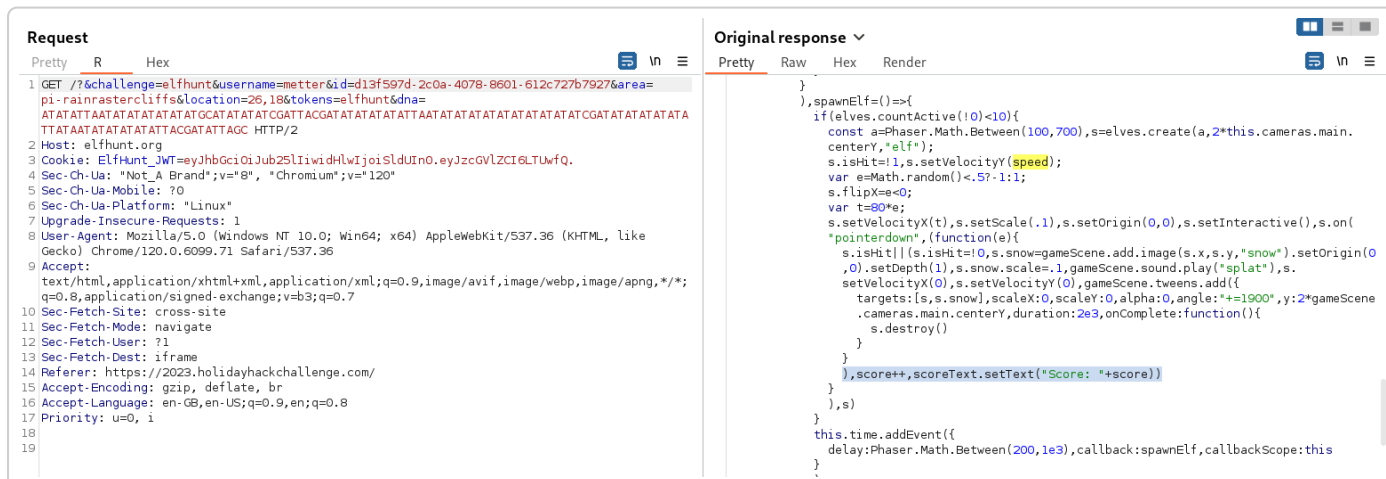 Request
Pretty R Hex \n
1 GET /?&challenge=elfhunt&username=metter&id=d13f597d-2c0a-4078-8601-612c727b7927&area=
pi-rainrastercliffs&location=26,18&tokens=elfhunt&dna=
ATATATTAATATATATATATATGCATATATATCGATTACGATATATATATATTAATATATATATATATATATATATCGATATATATATATA
TTATAATATATATATATTACGATATTAGC HTTP/2
2 Host: elfhunt.org
3 Cookie: ElfHunt_JWT=eyJhbGciOiJub25lIiwidHlwIjoiSldUIn0.eyJzcGVlZCI6LTUwfQ.
4 Sec-Ch-Ua: "Not_A Brand";v="8", "Chromium";v="120"
5 Sec-Ch-Ua-Mobile: ?0
6 Sec-Ch-Ua-Platform: "Linux"
7 Upgrade-Insecure-Requests: 1
8 User-Agent: Mozilla/5.0 (Windows NT 10.0; Win64; x64) AppleWebKit/537.36 (KHTML, like
Gecko) Chrome/120.0.6099.71 Safari/537.36
9 Accept:
text/html,application/xhtml+xml,application/xml;q=0.9,image/avif,image/webp,image/apng,*/*;
q=0.8,application/signed-exchange;v=b3;q=0.7
10 Sec-Fetch-Site: cross-site
11 Sec-Fetch-Mode: navigate
12 Sec-Fetch-User: ?1
13 Sec-Fetch-Dest: iframe
14 Referer: https://2023.holidayhackchallenge.com/
15 Accept-Encoding: gzip, deflate, br
16 Accept-Language: en-GB,en-US;q=0.9,en;q=0.8
17 Priority: u=0, i
18
19
Original response
Pretty Raw Hex Render \n
}
),spawnElf=()=>{
if(elves.countActive(!0)<10){
const a=Phaser.Math.Between(100,700),s=elves.create(a,2*this.cameras.main.
centerY,"elf");
s.isHit=!1,s.setVelocityY(speed);
var e=Math.random()<.5?-1:1;
s.flipX=e<0;
var t=80*e;
s.setVelocityX(t),s.setScale(.1),s.setOrigin(0,0),s.setInteractive(),s.on(
"pointerdown",(function(e){
s.isHit||(s.isHit=!0,s.snow=gameScene.add.image(s.x,s.y,"snow").setOrigin(0
,0).setDepth(1),s.snow.scale=.1,gameScene.sound.play("splat"),s.
setVelocityX(0),s.setVelocityY(0),gameScene.tweens.add({
targets:[s,s.snow],scaleX:0,scaleY:0,alpha:0,angle:"+=1900",y:2*gameScene
.cameras.main.centerY,duration:2e3,onComplete:function(){
s.destroy()
}
}
),score++,scoreText.setText("Score: "+score))
}
),s)
}
this.time.addEvent({
delay:Phaser.Math.Between(200,1e3),callback:spawnElf,callbackScope:this
}